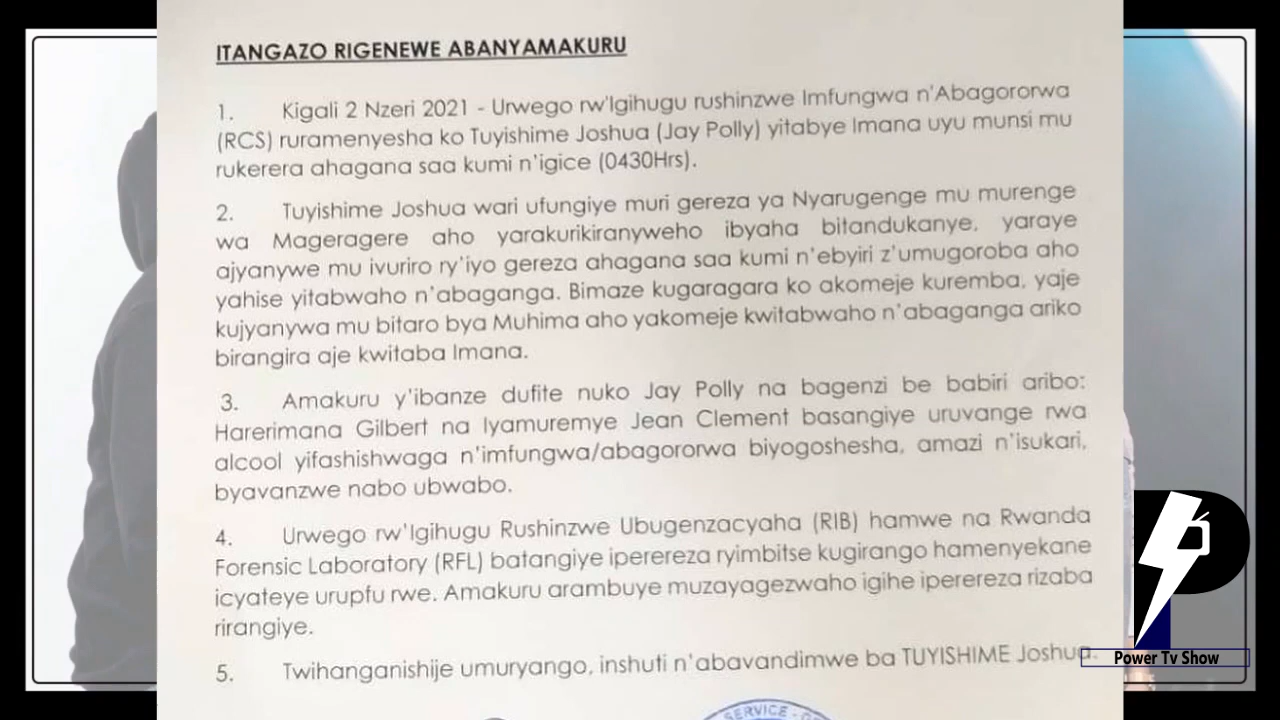 ITANGAZO RIGENEWE ABANYAMAKURU
1. Kigali 2 Nzeri 2021 - Urwego rw'Igihugu rushinzwe Imfungwa n'Abagororwa
(RCS) ruramenyesha ko Tuyishime Joshua (Jay Polly) yitabye Imana uyu munsi mu
rukerera ahagana saa kumi n'igice (0430Hrs).
2. Tuyishime Joshua wari ufungiye muri gereza ya Nyarugenge mu murenge
wa Mageragere aho yarakurikiranyweho ibyaha bitandukanye, yaraye
ajyanywe mu ivuriro ry'iyo gereza ahagana saa kumi n'ebyiri z'umugoroba aho
yahise yitabwaho n'abaganga. Bimaze kugaragara ko akomeje kuremba, yaje
kujyanywa mu bitaro bya Muhima aho yakomeje kwitabwaho n'abaganga ariko
birangira aje kwitaba Imana.
3. Amakuru y'ibanze dufite nuko Jay Polly na bagenzi be babiri aribo:
Harerimana Gilbert na Iyamuremye Jean Clement basangiye uruvange rwa
alcool yifashishwaga n'imfungwa/abagororwa biyogoshesha, amazi n'isukari,
byavanzwe nabo ubwabo.
4. Urwego rw'Igihugu Rushinzwe Ubugenzacyaha (RIB) hamwe na Rwanda
Forensic Laboratory (RFL) batangiye iperereza ryimbitse kugirango hamenyekane
icyateye urupfu rwe. Amakuru arambuye muzayagezwaho igihe iperereza rizaba
rirangiye.
5. Twihanganishije umuryango, inshuti n'abavandimwe ba TUYISHIME Joshua.
Power Tv Show
SERVICE -